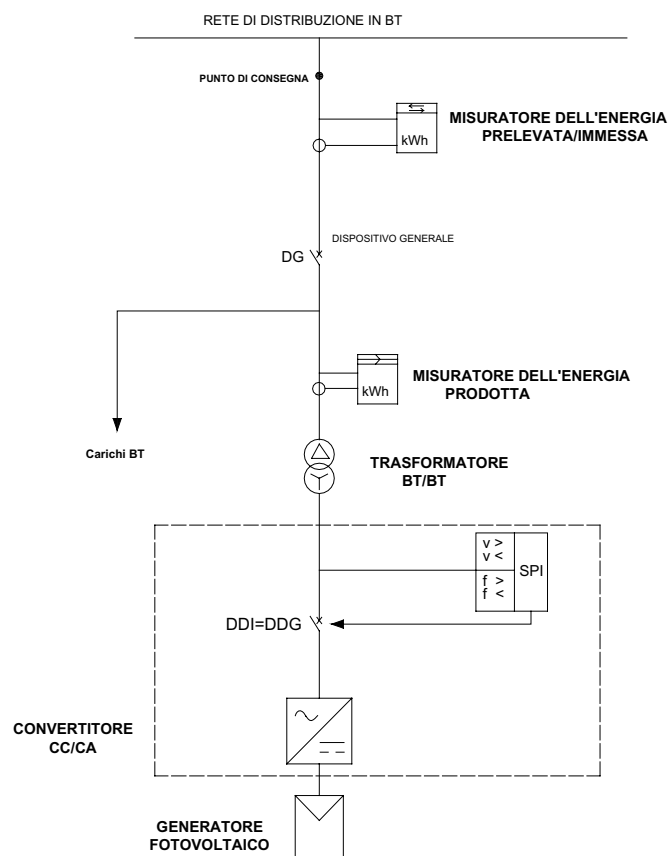 RETE DI DISTRIBUZIONE IN BT
PUNTO DI CONSEGNA
MISURATORE DELL'ENERGIA
PRELEVATA/IMMESSA
kWh
DISPOSITIVO GENERALE
DG
MISURATORE DELL'ENERGIA
PRODOTTA
kWh
Carichi BT
TRASFORMATORE
BT/BT
v >
v <
f >
f <
SPI
DDI=DDG
CONVERTITORE
CC/CA
GENERATORE
FOTOVOLTAICO